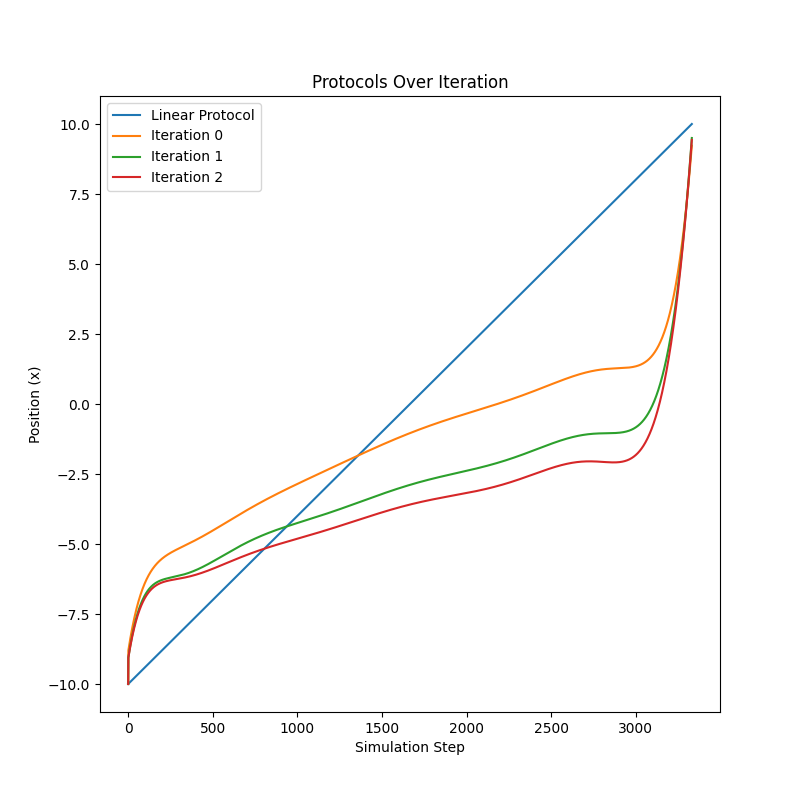 Protocols Over Iteration
Linear Protocol
Iteration 0
Iteration 1
Iteration 2
Position (x)
10.0
7.5
5.0
2.5
0.0
−2.5
−5.0
−7.5
−10.0
0 500 1000 1500 2000 2500 3000
Simulation Step